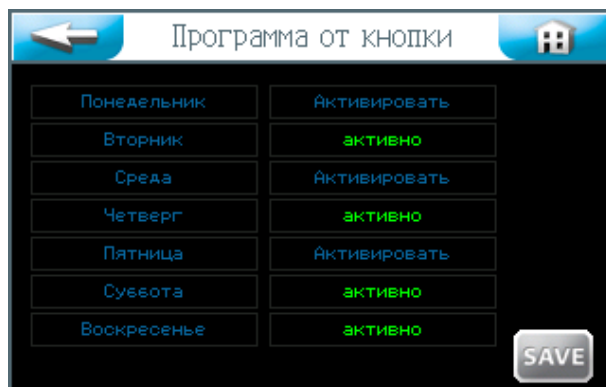 Программа от кнопки
Понедельник Активировать
Вторник активно
Среда Активировать
Четверг активно
Пятница Активировать
Суббота активно
Воскресенье активно
SAVE